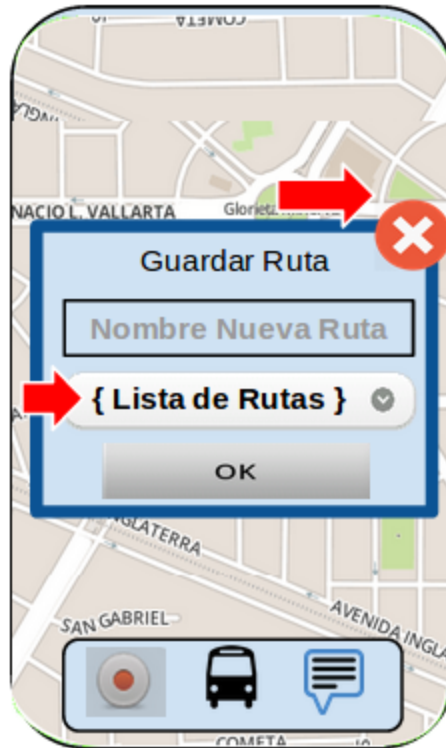 COMETA
INGLA
NACIO L. VALLARTA
Glorieta
Guardar Ruta
Nombre Nueva Ruta
{ Lista de Rutas }
OK
INGLATERRA
SAN GABRIEL
AVENIDA INGLA
COMETA